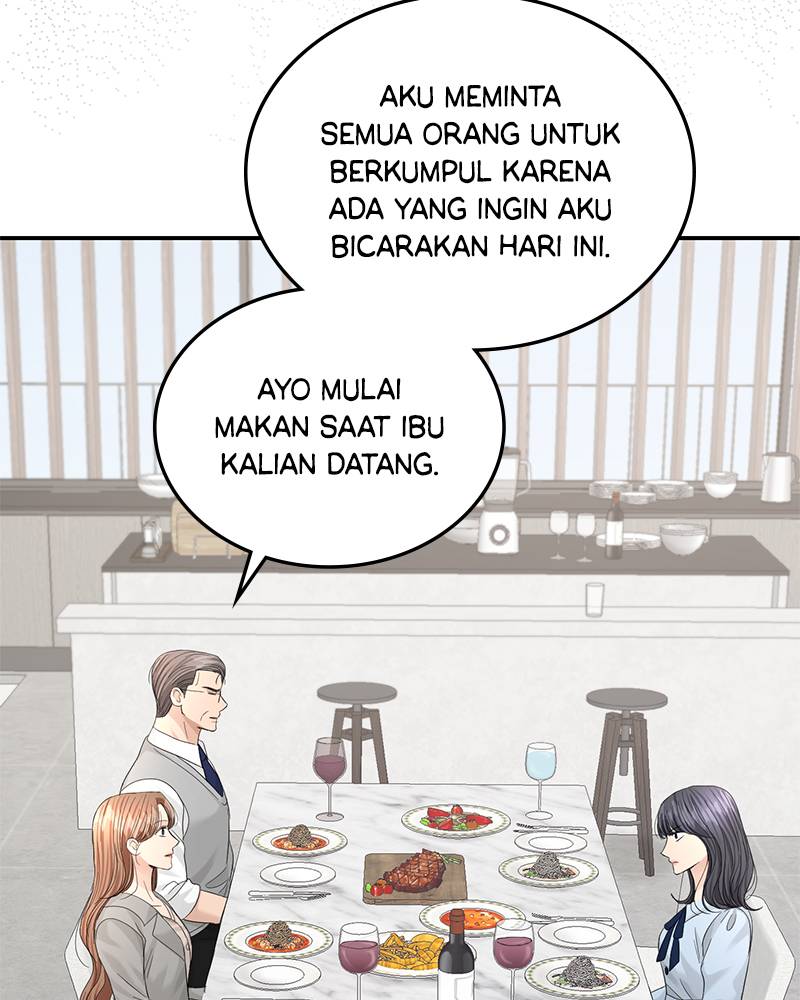 AKU MEMINTA
SEMUA ORANG UNTUK
BERKUMPUL KARENA
ADA YANG INGIN AKU
BICARAKAN HARI INI.
AYO MULAI
MAKAN SAAT IBU
KALIAN DATANG.